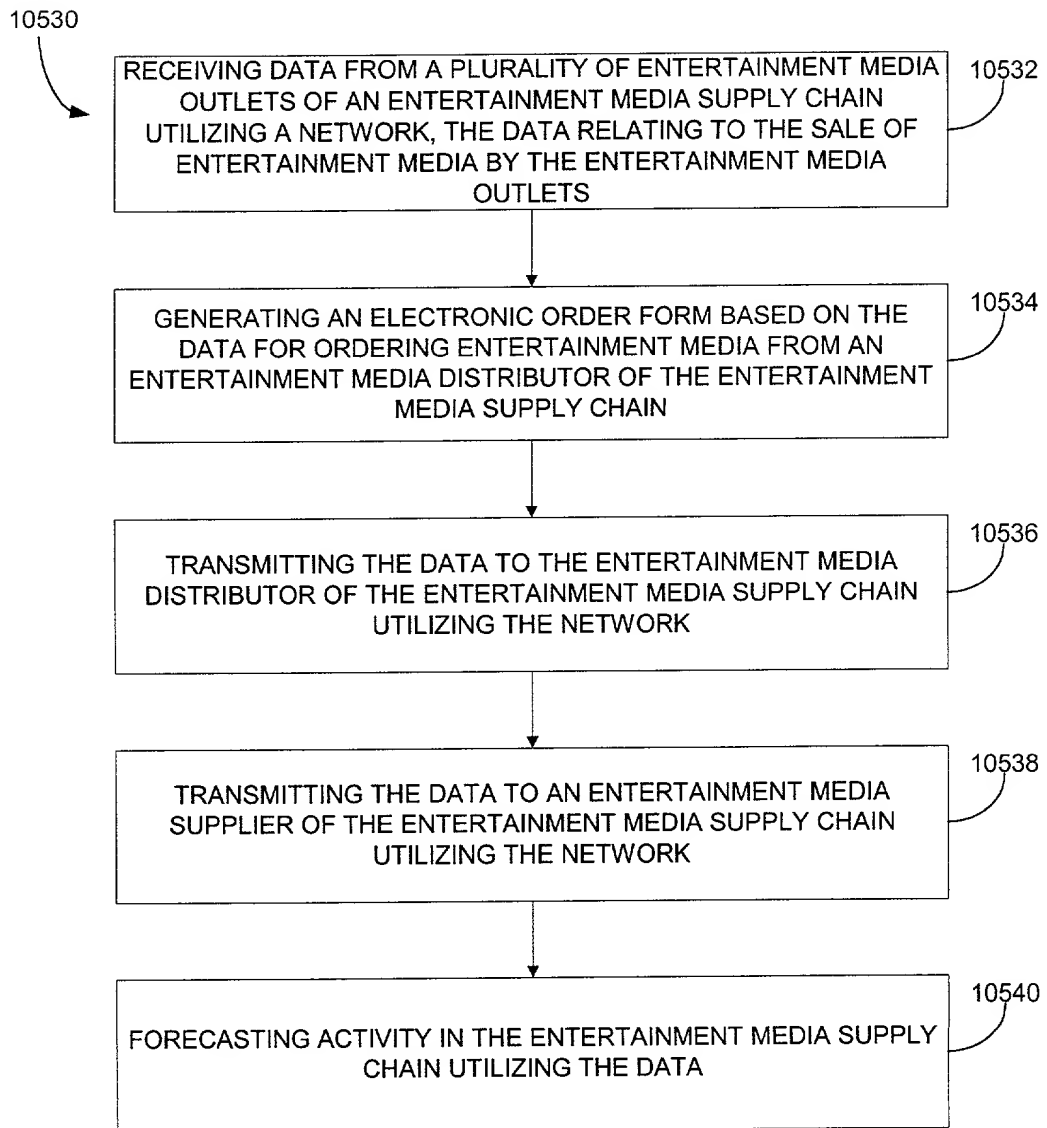 10530
RECEIVING DATA FROM A PLURALITY OF ENTERTAINMENT MEDIA
OUTLETS OF AN ENTERTAINMENT MEDIA SUPPLY CHAIN
UTILIZING A NETWORK, THE DATA RELATING TO THE SALE OF
ENTERTAINMENT MEDIA BY THE ENTERTAINMENT MEDIA
OUTLETS
10532
GENERATING AN ELECTRONIC ORDER FORM BASED ON THE
DATA FOR ORDERING ENTERTAINMENT MEDIA FROM AN
ENTERTAINMENT MEDIA DISTRIBUTOR OF THE ENTERTAINMENT
MEDIA SUPPLY CHAIN
10534
TRANSMITTING THE DATA TO THE ENTERTAINMENT MEDIA
DISTRIBUTOR OF THE ENTERTAINMENT MEDIA SUPPLY CHAIN
UTILIZING THE NETWORK
10536
TRANSMITTING THE DATA TO AN ENTERTAINMENT MEDIA
SUPPLIER OF THE ENTERTAINMENT MEDIA SUPPLY CHAIN
UTILIZING THE NETWORK
10538
FORECASTING ACTIVITY IN THE ENTERTAINMENT MEDIA SUPPLY
CHAIN UTILIZING THE DATA
10540